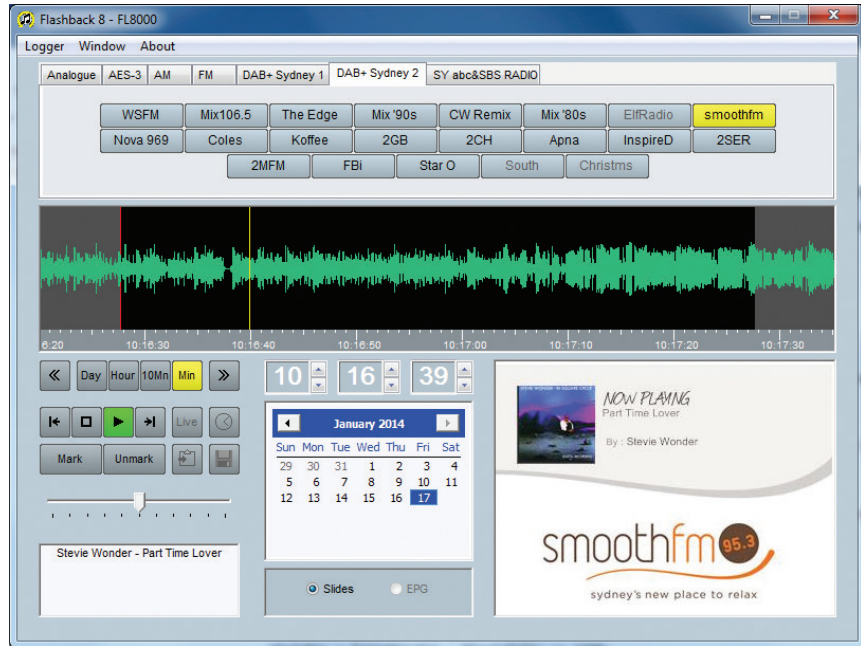 Flashback 8 - FL8000
Logger Window About
Analogue AES-3 AM FM DAB+ Sydney 1 DAB+ Sydney 2 SY abc&SBS RADIO
WSFM Mix106.5 The Edge Mix '90s CW Remix Mix '80s ElfRadio smoothfm
Nova 969 Coles Koffee 2GB 2CH Apna InspireD 2SER
2MFM FBi Star O South Christms
6:20 10:16:30 10:16:40 10:16:50 10:17:00 10:17:10 10:17:20 10:17:30
Day Hour 10Mn Min
10 16 39
Live
Mark Unmark
Stevie Wonder - Part Time Lover
January 2014
Sun Mon Tue Wed Thu Fri Sat
29 30 31 1 2 3 4
5 6 7 8 9 10 11
12 13 14 15 16 17
Slides EPG
NOW PLAYING
Part Time Lover
By : Stevie Wonder
smoothfm 95.3
sydney's new place to relax